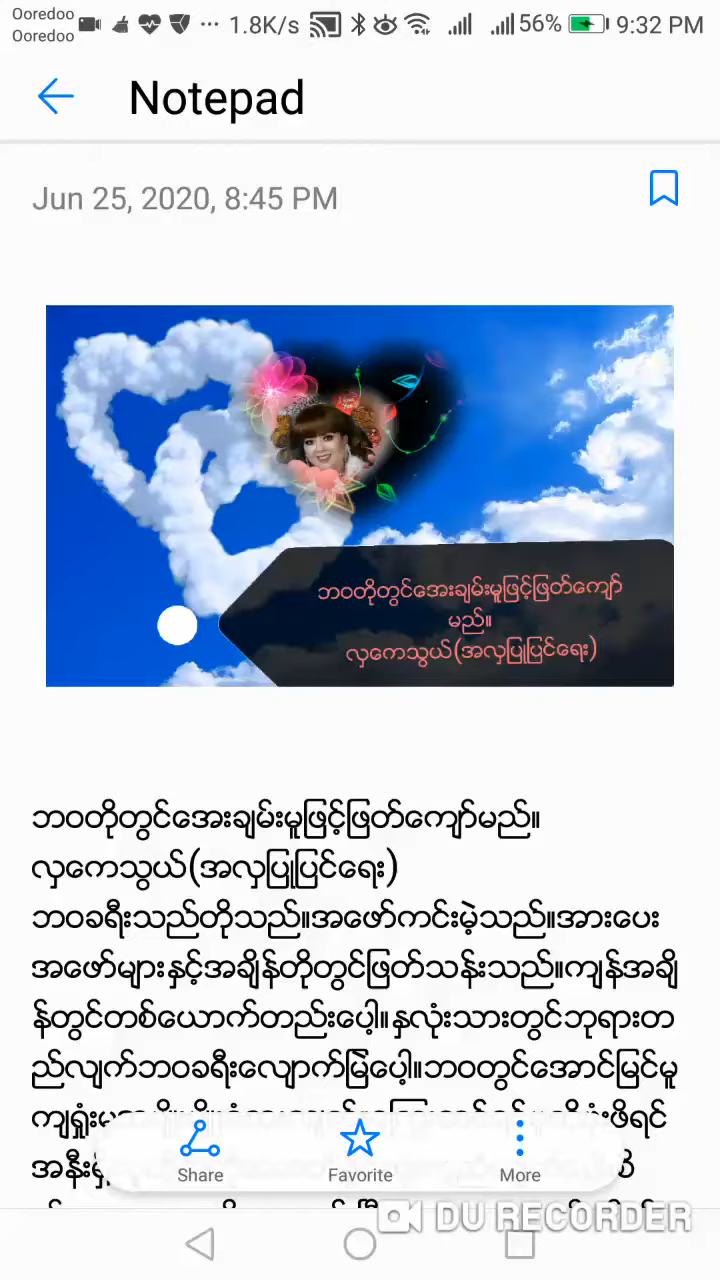 Ooredoo
Ooredoo
1.8K/s
56%
9:32 PM
Notepad
Jun 25, 2020, 8:45 PM
ဘဝတိုတွင်အေးချမ်းမှုဖြင့်ဖြတ်ကျော်
မည်။
လှကေသွယ်(အလှပြုပြင်ရေး)
ဘဝတိုတွင်အေးချမ်းမှုဖြင့်ဖြတ်ကျော်မည်။
လှကေသွယ်(အလှပြုပြင်ရေး)
ဘဝခရီးသည်တိုသည်။အဖော်ကင်းမဲ့သည်။အားပေး
အဖော်များနှင့်အချိန်တိုတွင်ဖြတ်သန်းသည်။ကျန်အချိ
န်တွင်တစ်ယောက်တည်းပေါ့။နှလုံးသားတွင်ဘုရားတ
ည်လျက်ဘဝခရီးလျောက်မြဲပေါ့။ဘဝတွင်အောင်မြင်မှု
ကျရှုံးမှု
အနီး
Share
Favorite
More
DU RECORDER